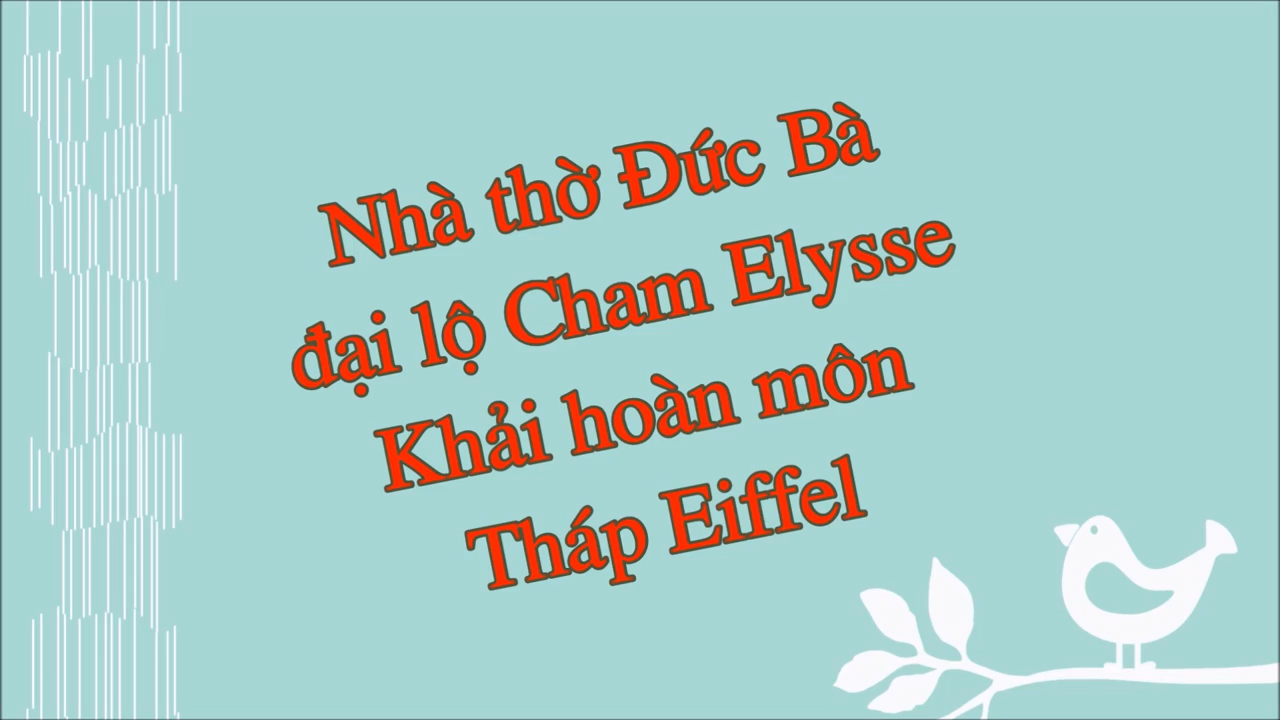 Nhà thờ Đức Bà
đại lộ Cham Elysse
Khải hoàn môn
Tháp Eiffel